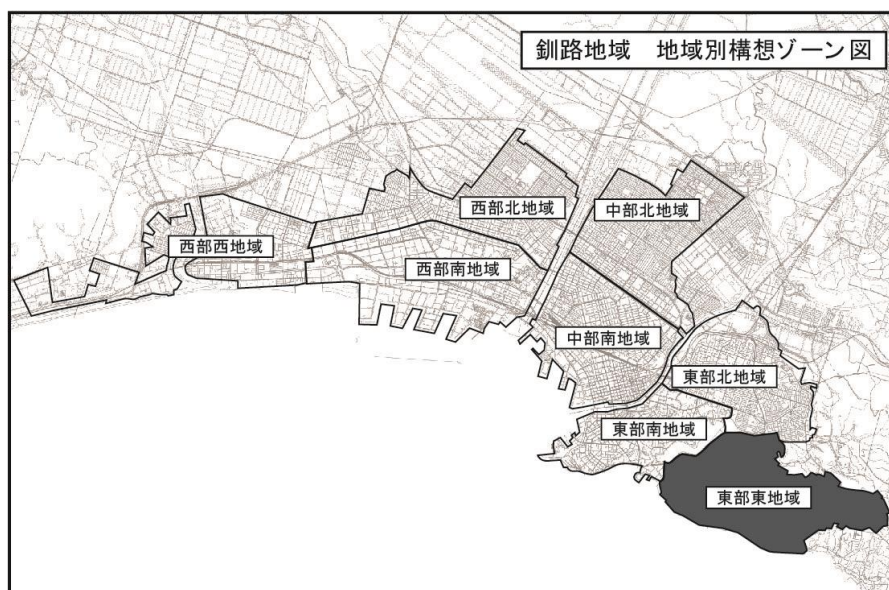 釧路地域　地域別構想ゾーン図
西部北地域
中部北地域
西部西地域
西部南地域
中部南地域
東部北地域
東部南地域
東部東地域